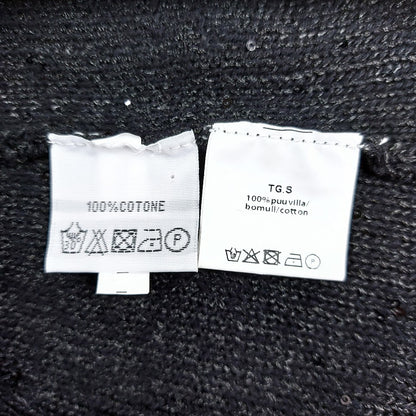 100%COTONE
30
P
TG.S
100%puuvilla/
bomull/cotton